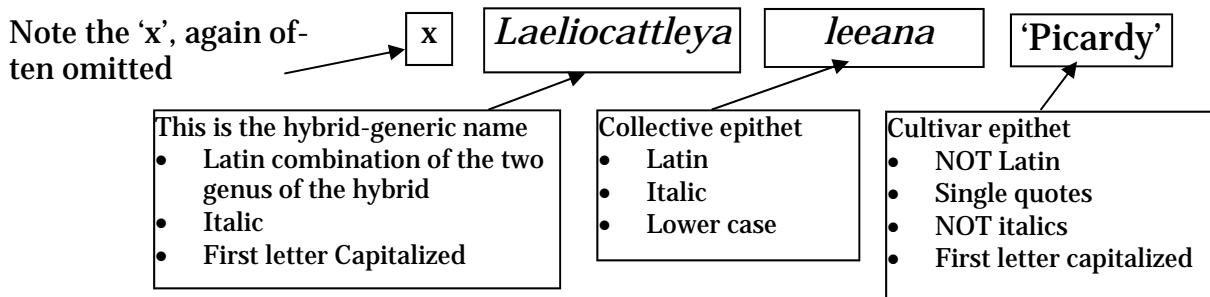 Note the ‘x’, again of-
ten omitted
x
Laeliocattleya
leeana
‘Picardy’
This is the hybrid-generic name
• Latin combination of the two
genus of the hybrid
• Italic
• First letter Capitalized
Collective epithet
• Latin
• Italic
• Lower case
Cultivar epithet
• NOT Latin
• Single quotes
• NOT italics
• First letter capitalized